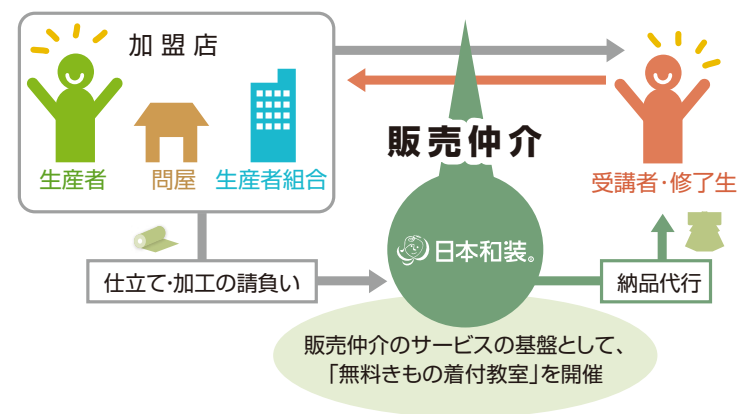 加盟店
生産者
問屋
生産者組合
販売仲介
受講者・修了生
日本和装。
仕立て・加工の請負い
納品代行
販売仲介のサービスの基盤として、
「無料きもの着付教室」を開催